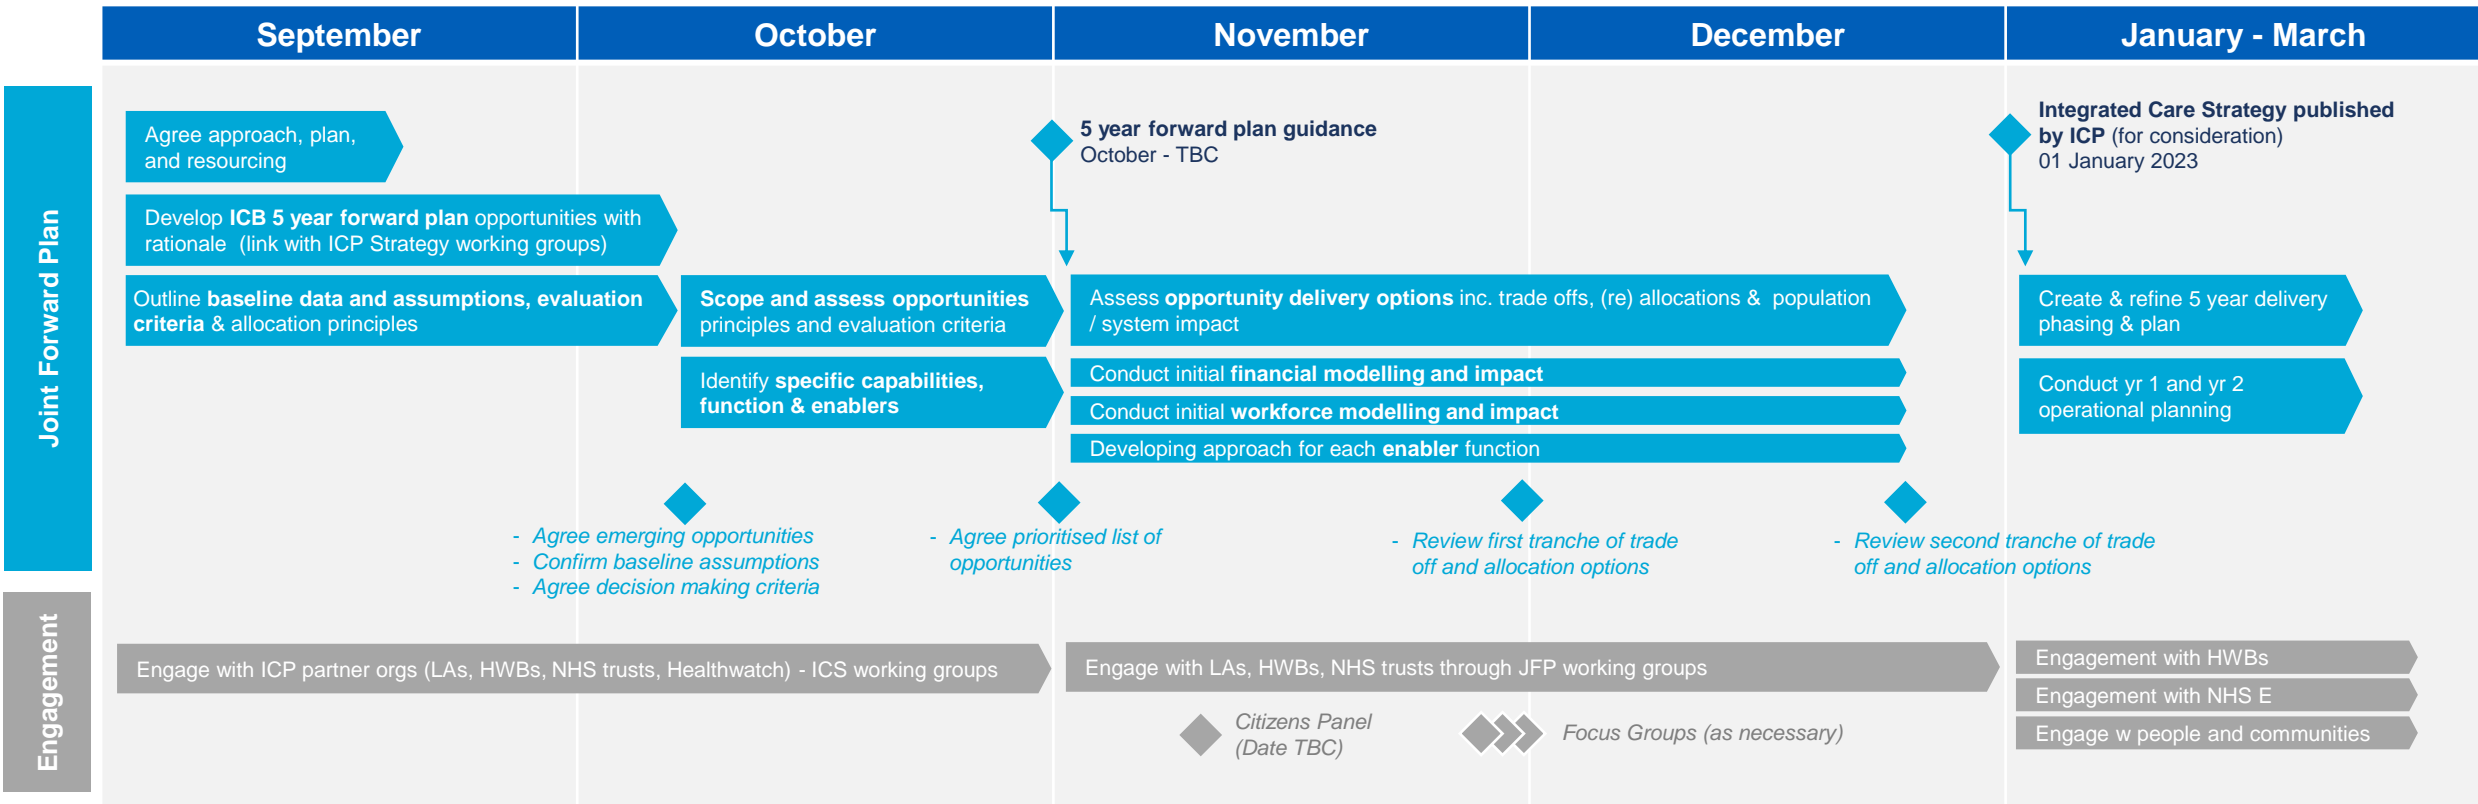 September
October
November
December
January - March
Joint Forward Plan
Agree approach, plan,
and resourcing
Develop ICB 5 year forward plan opportunities with
rationale (link with ICP Strategy working groups)
Outline baseline data and assumptions, evaluation
criteria & allocation principles
Scope and assess opportunities
principles and evaluation criteria
Identify specific capabilities,
function & enablers
5 year forward plan guidance
October - TBC
Assess opportunity delivery options inc. trade offs, (re) allocations & population
/ system impact
Conduct initial financial modelling and impact
Conduct initial workforce modelling and impact
Developing approach for each enabler function
Integrated Care Strategy published
by ICP (for consideration)
01 January 2023
Create & refine 5 year delivery
phasing & plan
Conduct yr 1 and yr 2
operational planning
- Agree emerging opportunities
- Confirm baseline assumptions
- Agree decision making criteria
- Agree prioritised list of
opportunities
- Review first tranche of trade
off and allocation options
- Review second tranche of trade
off and allocation options
Engagement
Engage with ICP partner orgs (LAs, HWBs, NHS trusts, Healthwatch) - ICS working groups
Engage with LAs, HWBs, NHS trusts through JFP working groups
Citizens Panel
(Date TBC)
Focus Groups (as necessary)
Engagement with HWBs
Engagement with NHS E
Engage w people and communities